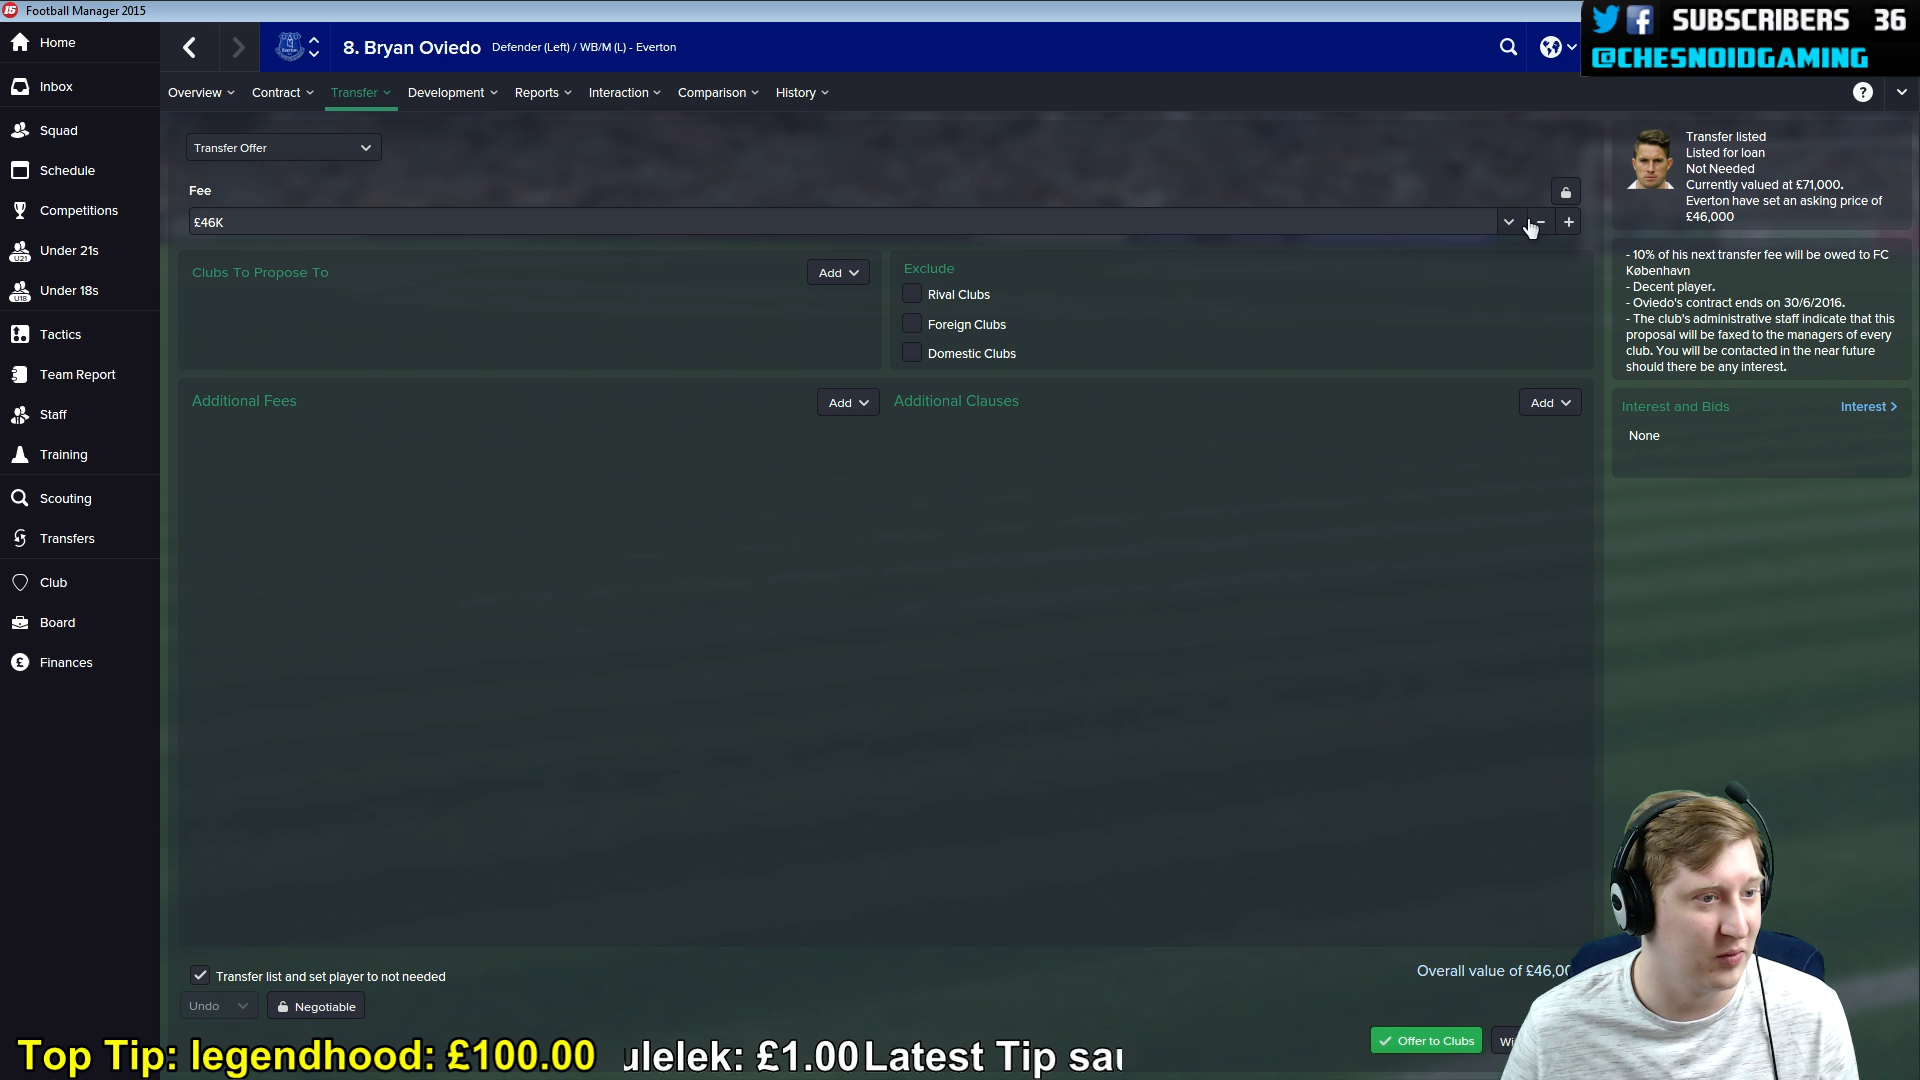 Football Manager 2015
SUBSCRIBERS 36
@CHESNOIDGAMING
Home
Inbox
Squad
Schedule
Competitions
Under 21s
Under 18s
Tactics
Team Report
Staff
Training
Scouting
Transfers
Club
Board
Finances
8. Bryan Oviedo Defender (Left) / WB/M (L) - Everton
Overview Contract Transfer Development Reports Interaction Comparison History
Transfer Offer
Fee
£46K
Clubs To Propose To
Add
Exclude
Rival Clubs
Foreign Clubs
Domestic Clubs
Additional Fees
Add
Additional Clauses
Add
Transfer listed
Listed for loan
Not Needed
Currently valued at £71,000.
Everton have set an asking price of
£46,000
- 10% of his next transfer fee will be owed to FC
København
- Decent player.
- Oviedo's contract ends on 30/6/2016.
- The club's administrative staff indicate that this
proposal will be faxed to the managers of every
club. You will be contacted in the near future
should there be any interest.
Interest and Bids
Interest >
None
Transfer list and set player to not needed
Overall value of £46,00
Undo
Negotiable
Offer to Clubs
Wi
Top Tip: legendhood: £100.00
ulelek: £1.00 Latest Tip sau